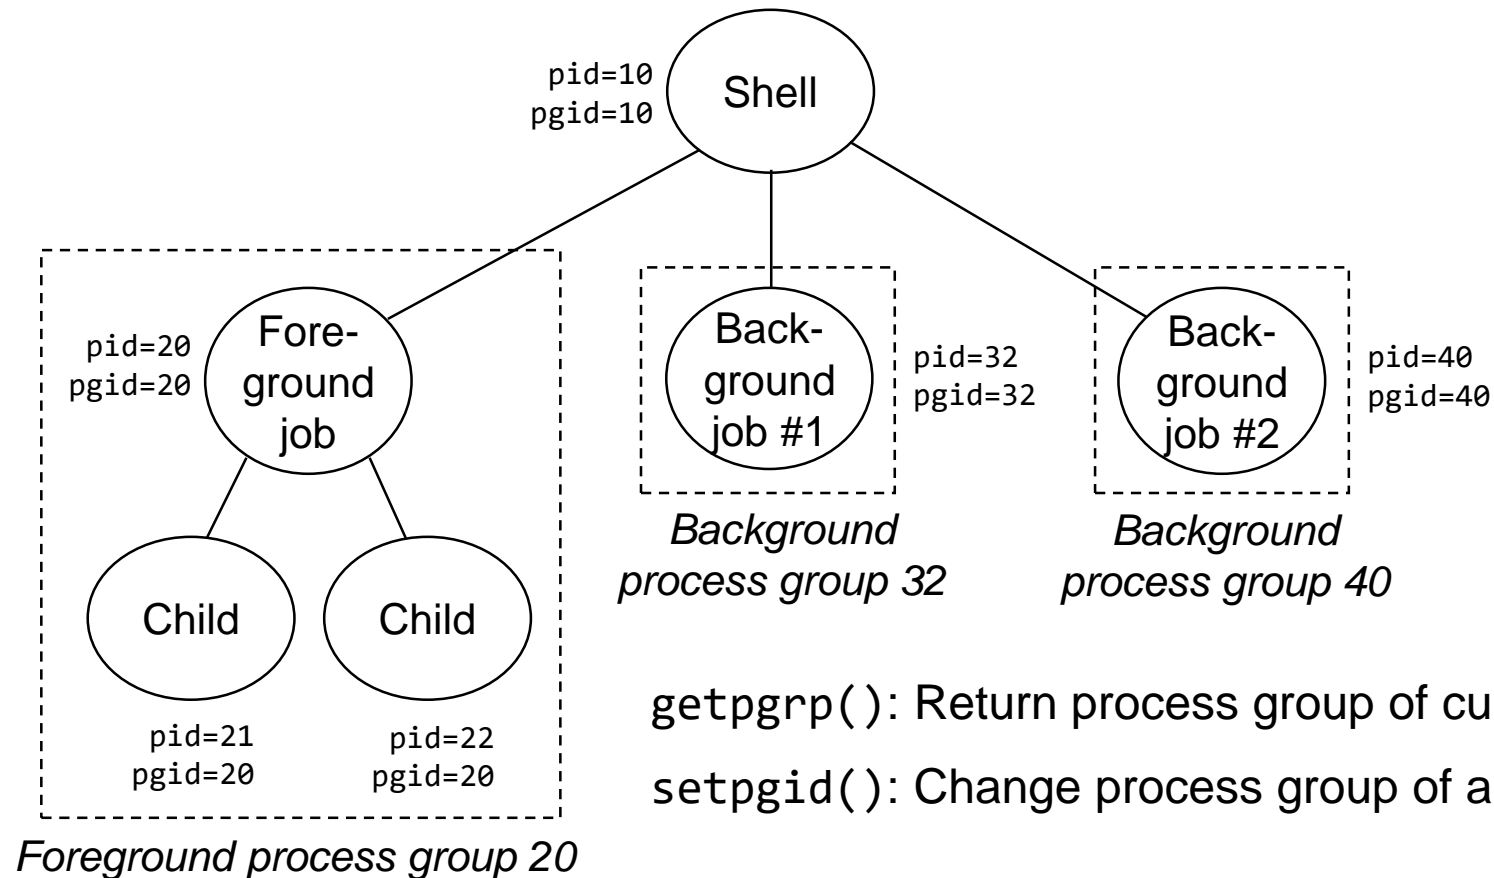 pid=10
pgid=10
Shell
pid=20
pgid=20
Fore-
ground
job
Back-
ground
job #1
pid=32
pgid=32
Back-
ground
job #2
pid=40
pgid=40
Child
Child
pid=21
pgid=20
pid=22
pgid=20
Foreground process group 20
Background
process group 32
Background
process group 40
getpgrp(): Return process group of cu
setpgid(): Change process group of a